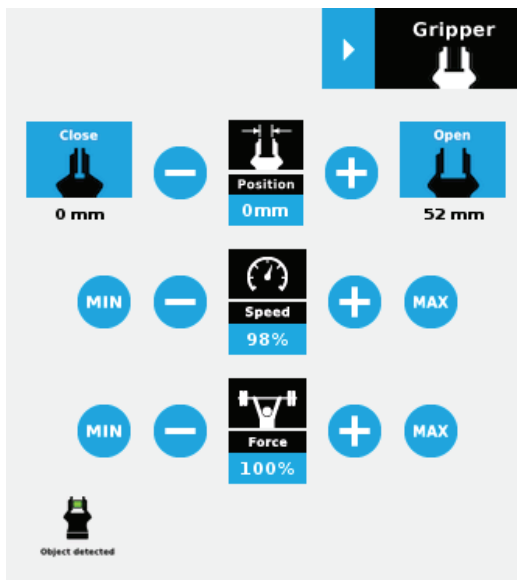 Gripper
Close
Open
Position
0mm
0 mm
52 mm
MIN
Speed
98%
MAX
MIN
Force
100%
MAX
Object detected